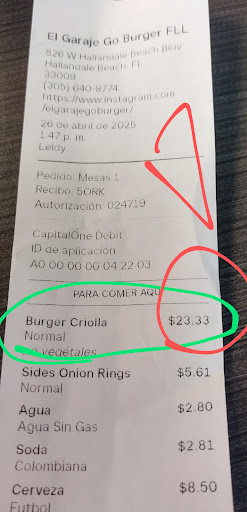 El Garaje Go Burger FLL
826 W Hallandale Beach Blvd
Hallandale Beach, FL
33009
(305) 640-8774
https://www.instagram.com
/elgarajegoburger/
26 de abril de 2025
1:47 p. m.
Leidy
Pedido: Mesas 1
Recibo: 5ORK
Autorización: 024719
CapitalOne Debit:
ID de aplicación
A0 00 00 00 04 22 03
PARA COMER AQU
Burger Criolla $23.33
Normal
no vegetales
Sides Onion Rings $5.61
Normal
Agua $2.80
Agua Sin Gas
Soda $2.81
Colombiana
Cerveza $8.50
Futbol